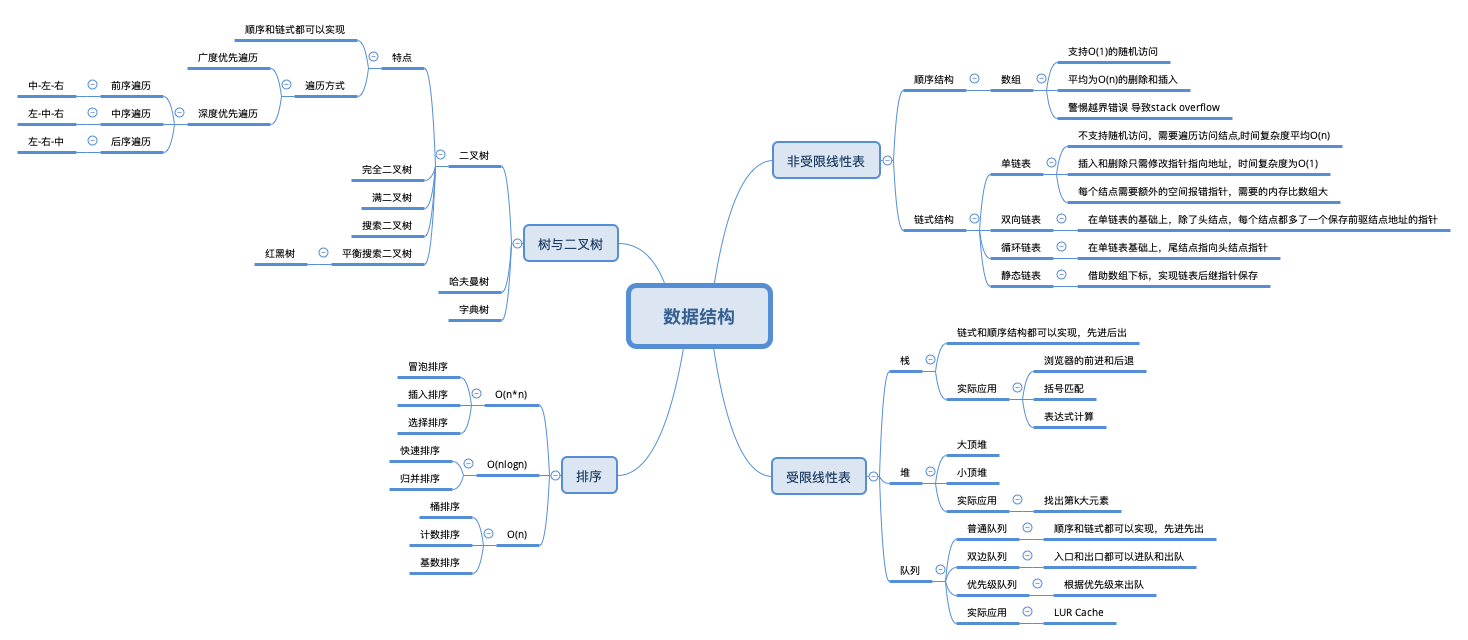 数据结构
树与二叉树
二叉树
特点
顺序和链式都可以实现
遍历方式
广度优先遍历
深度优先遍历
前序遍历
中-左-右
中序遍历
左-中-右
后序遍历
左-右-中
完全二叉树
满二叉树
搜索二叉树
平衡搜索二叉树
红黑树
哈夫曼树
字典树
排序
O(n*n)
冒泡排序
插入排序
选择排序
O(nlogn)
快速排序
归并排序
O(n)
桶排序
计数排序
基数排序
非受限线性表
顺序结构
数组
支持O(1)的随机访问
平均为O(n)的删除和插入
警惕越界错误 导致stack overflow
链式结构
单链表
不支持随机访问，需要遍历访问结点,时间复杂度平均O(n)
插入和删除只需修改指针指向地址，时间复杂度为O(1)
每个结点需要额外的空间报错指针，需要的内存比数组大
双向链表
在单链表的基础上，除了头结点，每个结点都多了一个保存前驱结点地址的指针
循环链表
在单链表基础上，尾结点指向头结点指针
静态链表
借助数组下标，实现链表后继指针保存
受限线性表
栈
链式和顺序结构都可以实现，先进后出
实际应用
浏览器的前进和后退
括号匹配
表达式计算
堆
大顶堆
小顶堆
实际应用
找出第k大元素
队列
普通队列
顺序和链式都可以实现，先进先出
双边队列
入口和出口都可以进队和出队
优先级队列
根据优先级来出队
实际应用
LUR Cache